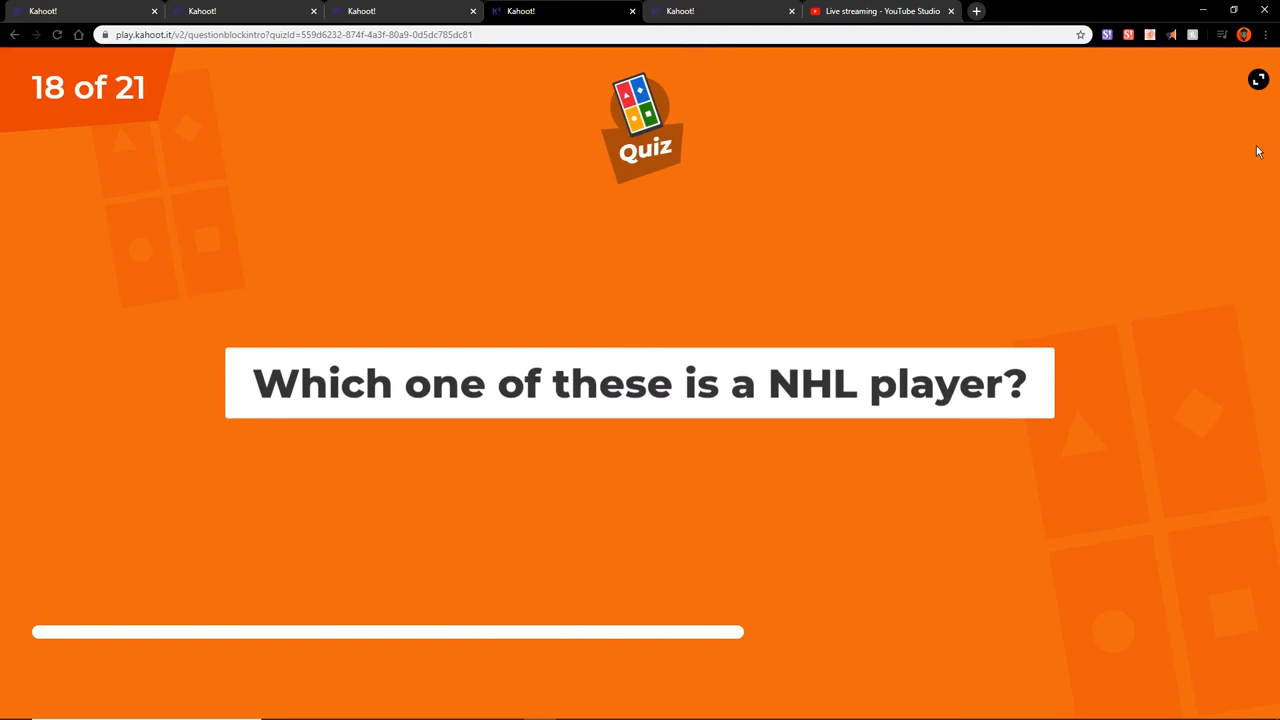 Kahoot!
Kahoot!
Kahoot!
Kahoot!
Kahoot!
Live streaming - YouTube Studio
play.kahoot.it/v2/questionblockintro?quizId=559d6232-874f-4a3f-80a9-0d5dc785dc81
18 of 21
Quiz
Which one of these is a NHL player?